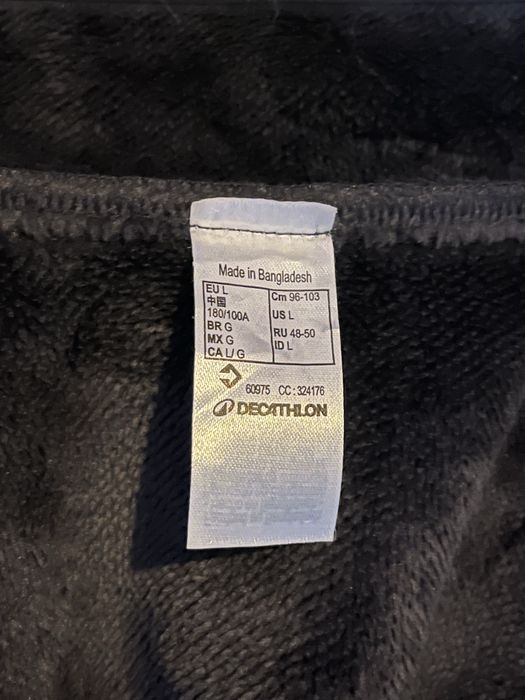 Made in Bangladesh
EU L
中国
180/100A
BR G
MX G
CA L/G
Cm 96-103
US L
RU 48-50
ID L
60975 CC : 324176
DECATHLON